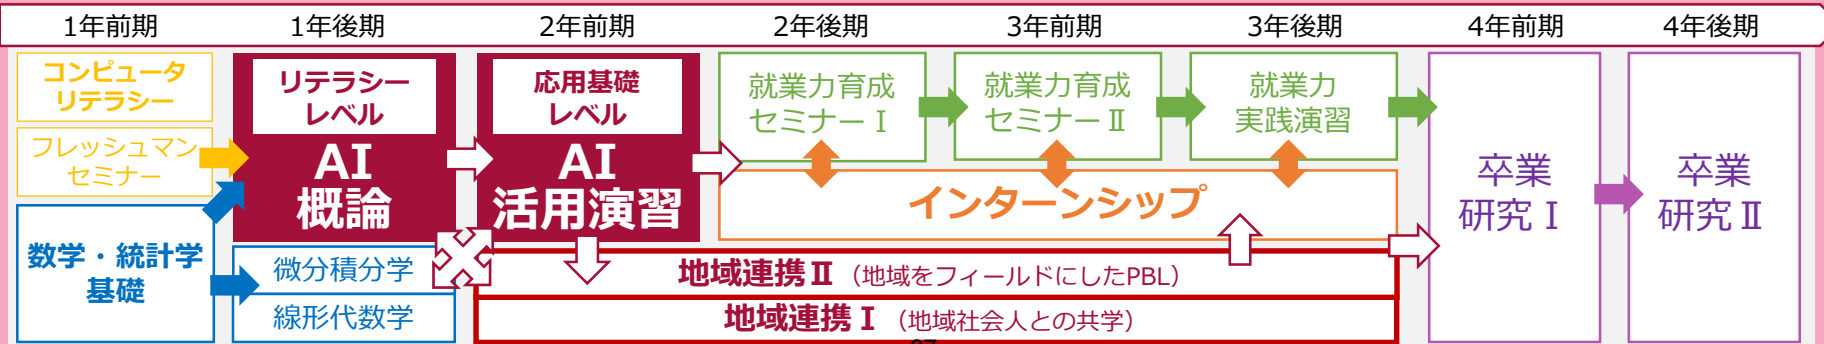 1年前期
1年後期
2年前期
2年後期
3年前期
3年後期
4年前期
4年後期
コンピュータ
リテラシー
フレッシュマン
セミナー
数学・統計学
基礎
リテラシー
レベル
AI
概論
微分積分学
線形代数学
応用基礎
レベル
AI
活用演習
就業力育成
セミナーⅠ
就業力育成
セミナーⅡ
就業力
実践演習
インターンシップ
地域連携Ⅱ（地域をフィールドにしたPBL）
地域連携Ⅰ（地域社会人との共学）
卒業
研究Ⅰ
卒業
研究Ⅱ